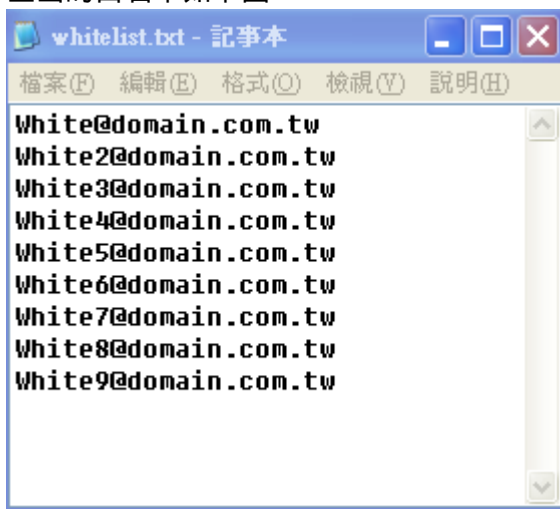 whitelist.txt - 記事本
檔案(F) 編輯(E) 格式(O) 檢視(V) 説明(H)
White@domain.com.tw
White2@domain.com.tw
White3@domain.com.tw
White4@domain.com.tw
White5@domain.com.tw
White6@domain.com.tw
White7@domain.com.tw
White8@domain.com.tw
White9@domain.com.tw